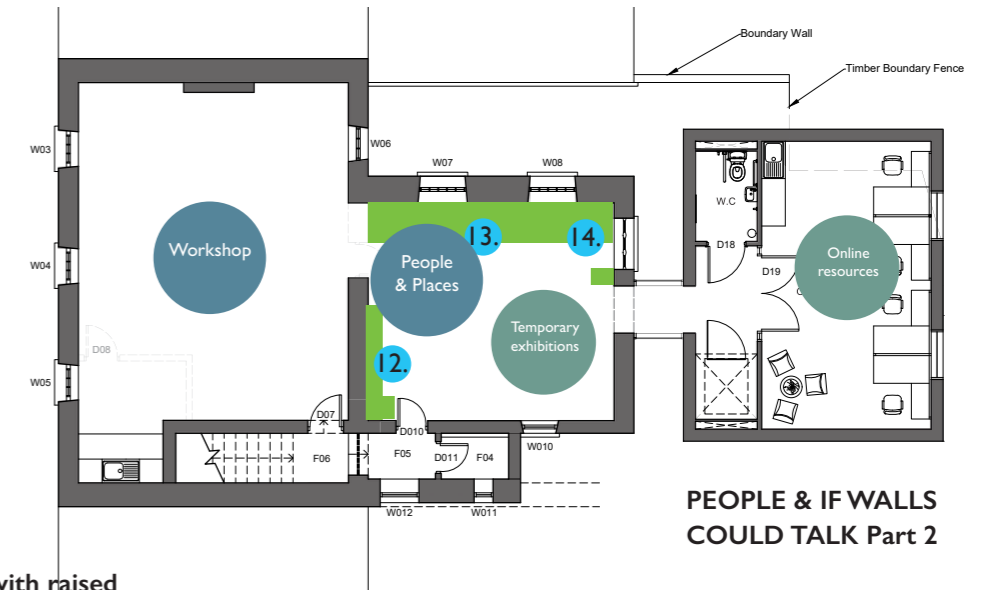 Boundary Wall
Timber Boundary Fence
W03
W06
W07
W08
W.C
D18
13.
14.
Workshop
People
& Places
W04
D19
Online
resources
Temporary
exhibitions
D08
12.
W05
D07
D010
F06
F05
D011
F04
W010
W012
W011
PEOPLE & IF WALLS
COULD TALK Part 2
with raised